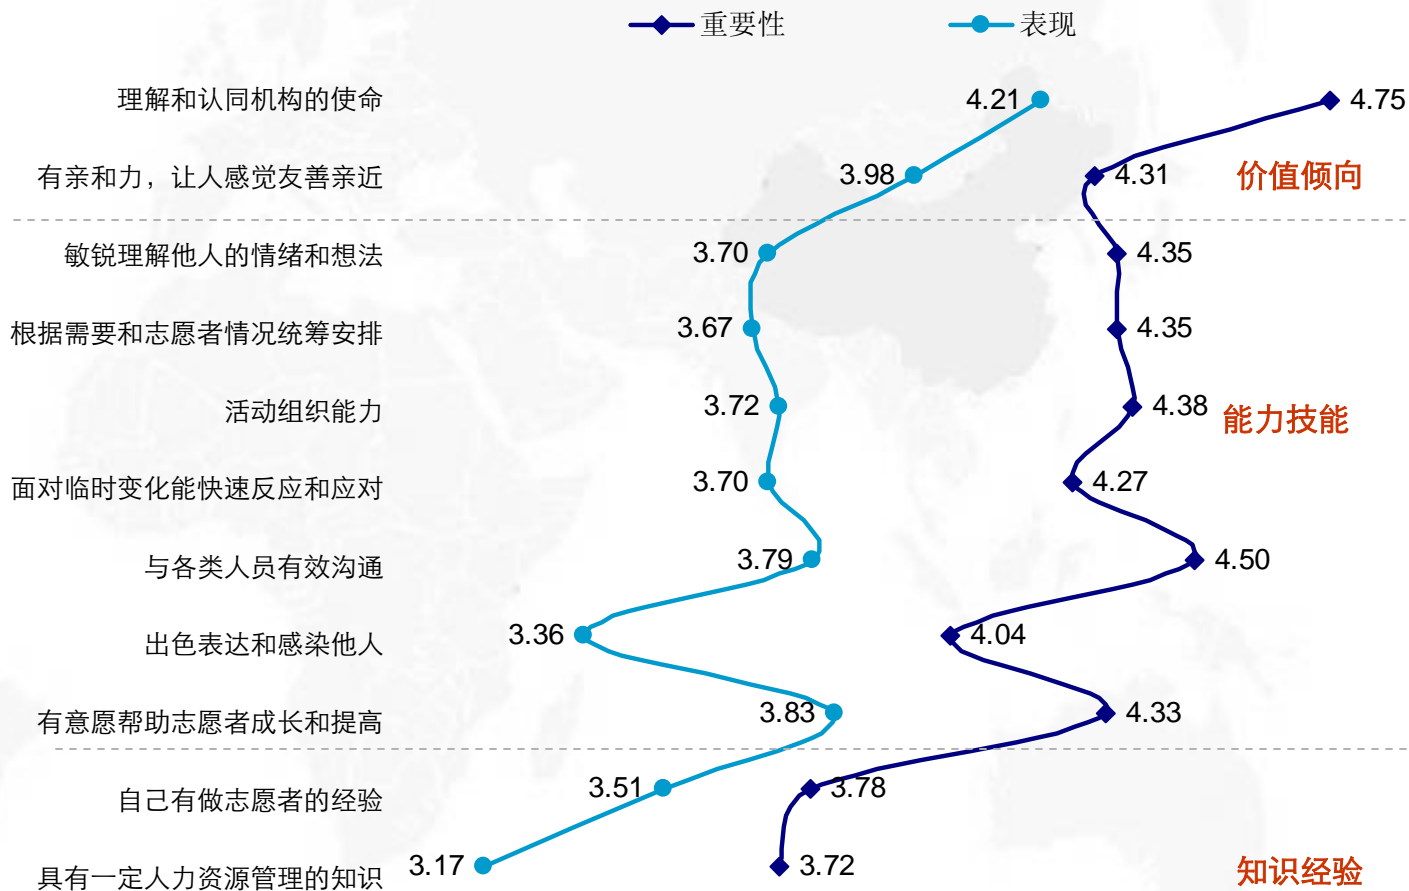 重要性 表现
理解和认同机构的使命 4.21 4.75
有亲和力，让人感觉友善亲近 3.98 4.31 价值倾向
敏锐理解他人的情绪和想法 3.70 4.35
根据需要和志愿者情况统筹安排 3.67 4.35
活动组织能力 3.72 4.38 能力技能
面对临时变化能快速反应和应对 3.70 4.27
与各类人员有效沟通 3.79 4.50
出色表达和感染他人 3.36 4.04
有意愿帮助志愿者成长和提高 3.83 4.33
自己有做志愿者的经验 3.51 3.78
具有一定人力资源管理的知识 3.17 3.72 知识经验